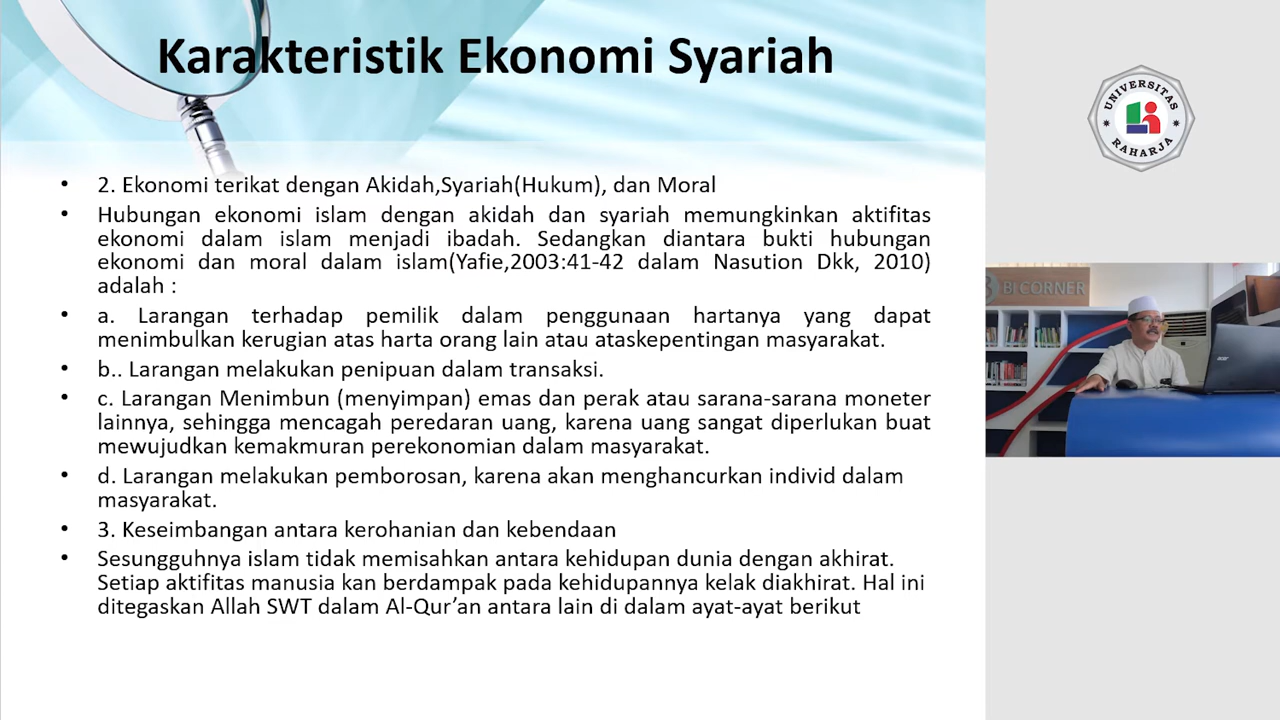 Karakteristik Ekonomi Syariah
• 2. Ekonomi terikat dengan Akidah,Syariah(Hukum), dan Moral
• Hubungan ekonomi islam dengan akidah dan syariah memungkinkan aktifitas
ekonomi dalam islam menjadi ibadah. Sedangkan diantara bukti hubungan
ekonomi dan moral dalam islam(Yafie,2003:41-42 dalam Nasution Dkk, 2010)
adalah :
• a. Larangan terhadap pemilik dalam penggunaan hartanya yang dapat
menimbulkan kerugian atas harta orang lain atau ataskepentingan masyarakat.
• b.. Larangan melakukan penipuan dalam transaksi.
• c. Larangan Menimbun (menyimpan) emas dan perak atau sarana-sarana moneter
lainnya, sehingga mencagah peredaran uang, karena uang sangat diperlukan buat
mewujudkan kemakmuran perekonomian dalam masyarakat.
• d. Larangan melakukan pemborosan, karena akan menghancurkan individ dalam
masyarakat.
• 3. Keseimbangan antara kerohanian dan kebendaan
• Sesungguhnya islam tidak memisahkan antara kehidupan dunia dengan akhirat.
Setiap aktifitas manusia kan berdampak pada kehidupannya kelak diakhirat. Hal ini
ditegaskan Allah SWT dalam Al-Qur’an antara lain di dalam ayat-ayat berikut
UNIVERSITAS
RAHARJA
BI CORNER
acer